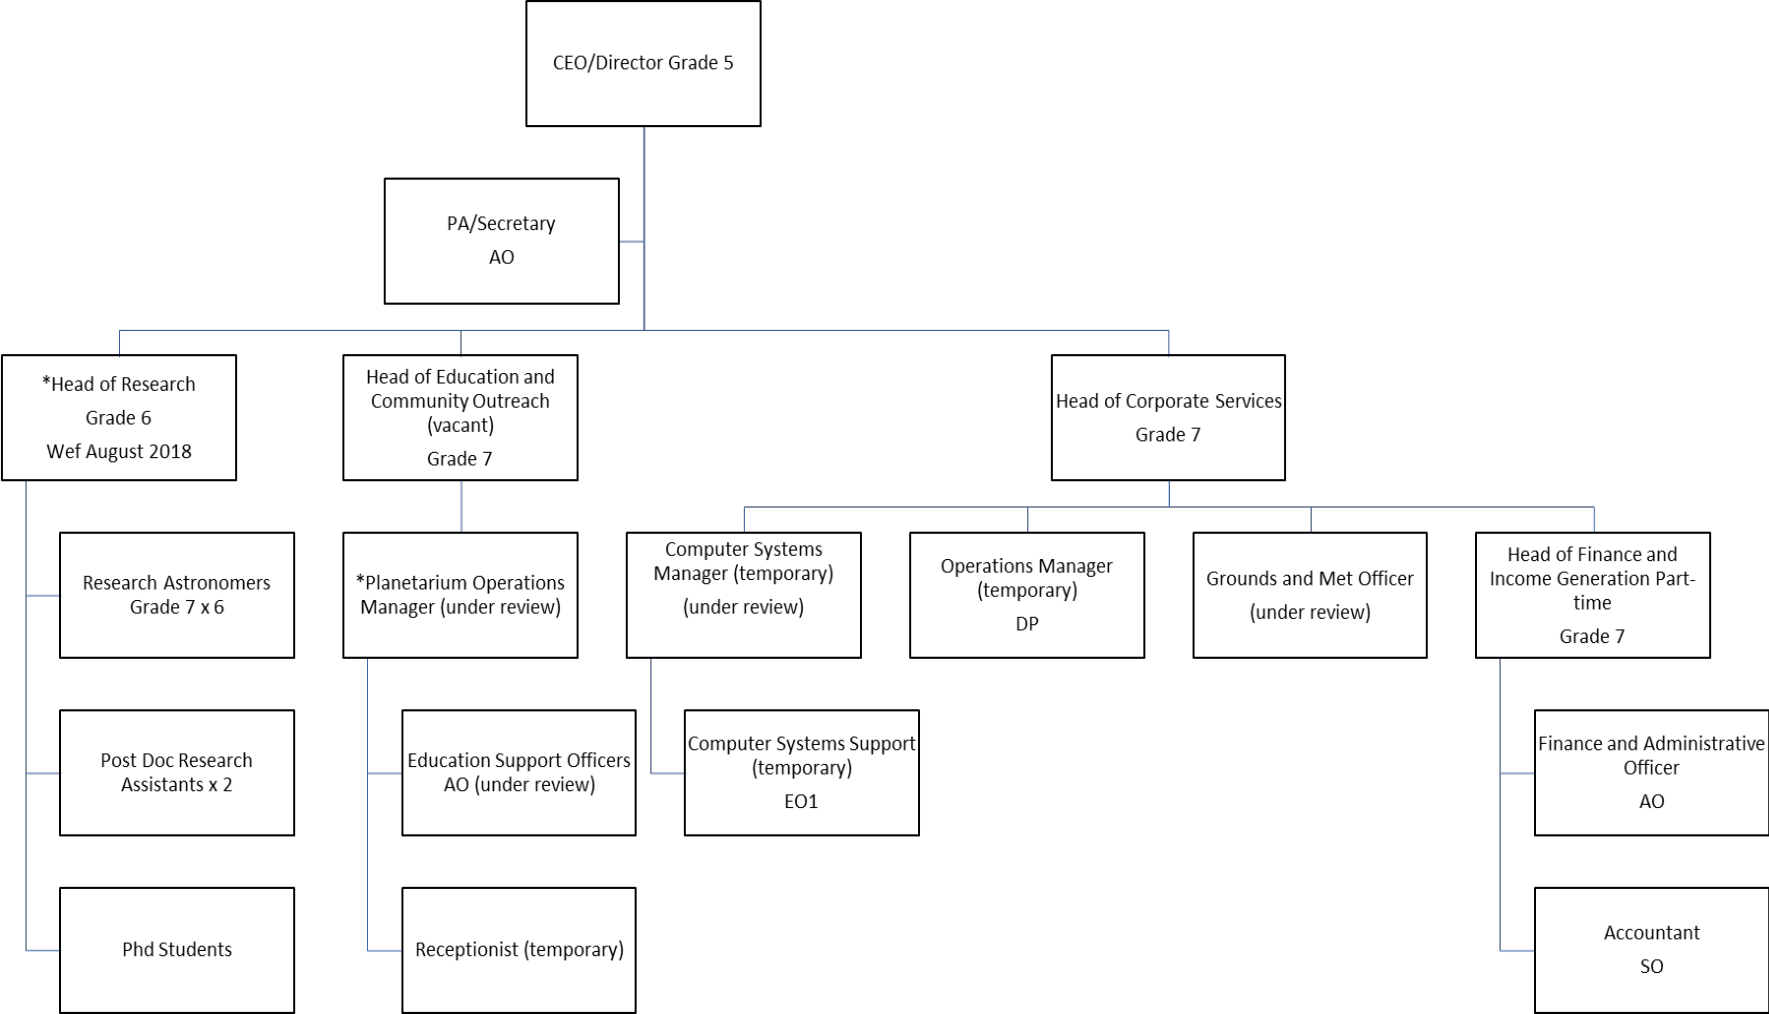 CEO/Director Grade 5
PA/Secretary
AO
*Head of Research
Grade 6
Wef August 2018
Head of Education and
Community Outreach
(vacant)
Grade 7
Head of Corporate Services
Grade 7
Research Astronomers
Grade 7 x 6
*Planetarium Operations
Manager (under review)
Computer Systems
Manager (temporary)
(under review)
Operations Manager
(temporary)
DP
Grounds and Met Officer
(under review)
Head of Finance and
Income Generation Part-
time
Grade 7
Post Doc Research
Assistants x 2
Education Support Officers
AO (under review)
Computer Systems Support
(temporary)
EO1
Finance and Administrative
Officer
AO
Phd Students
Receptionist (temporary)
Accountant
SO